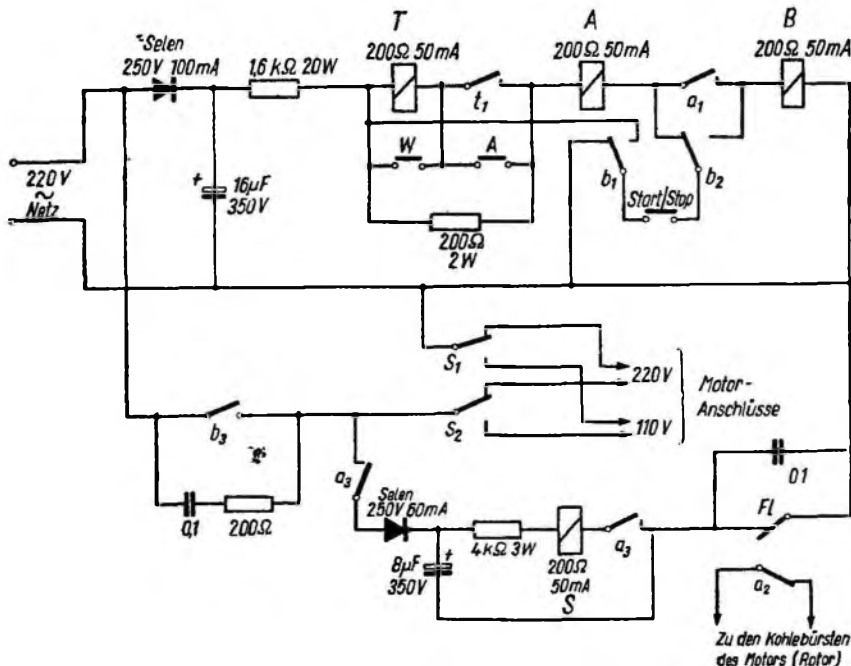 T
A
B
Selen
250V 100mA
1,6 kΩ 20W
200Ω 50mA
200Ω 50mA
200Ω 50mA
t1
a1
W
A
b1
b2
Start/Stop
220V
~
Netz
+
16µF
350V
200Ω
2W
S1
220V
Motor-
Anschlüsse
S2
110V
b3
a3
0,1
200Ω
Selen
250V 60mA
+
8µF
350V
4kΩ 3W
200Ω
50mA
S
a3
0,1
Fl
a2
Zu den Kohlebürsten
des Motors (Rotor)